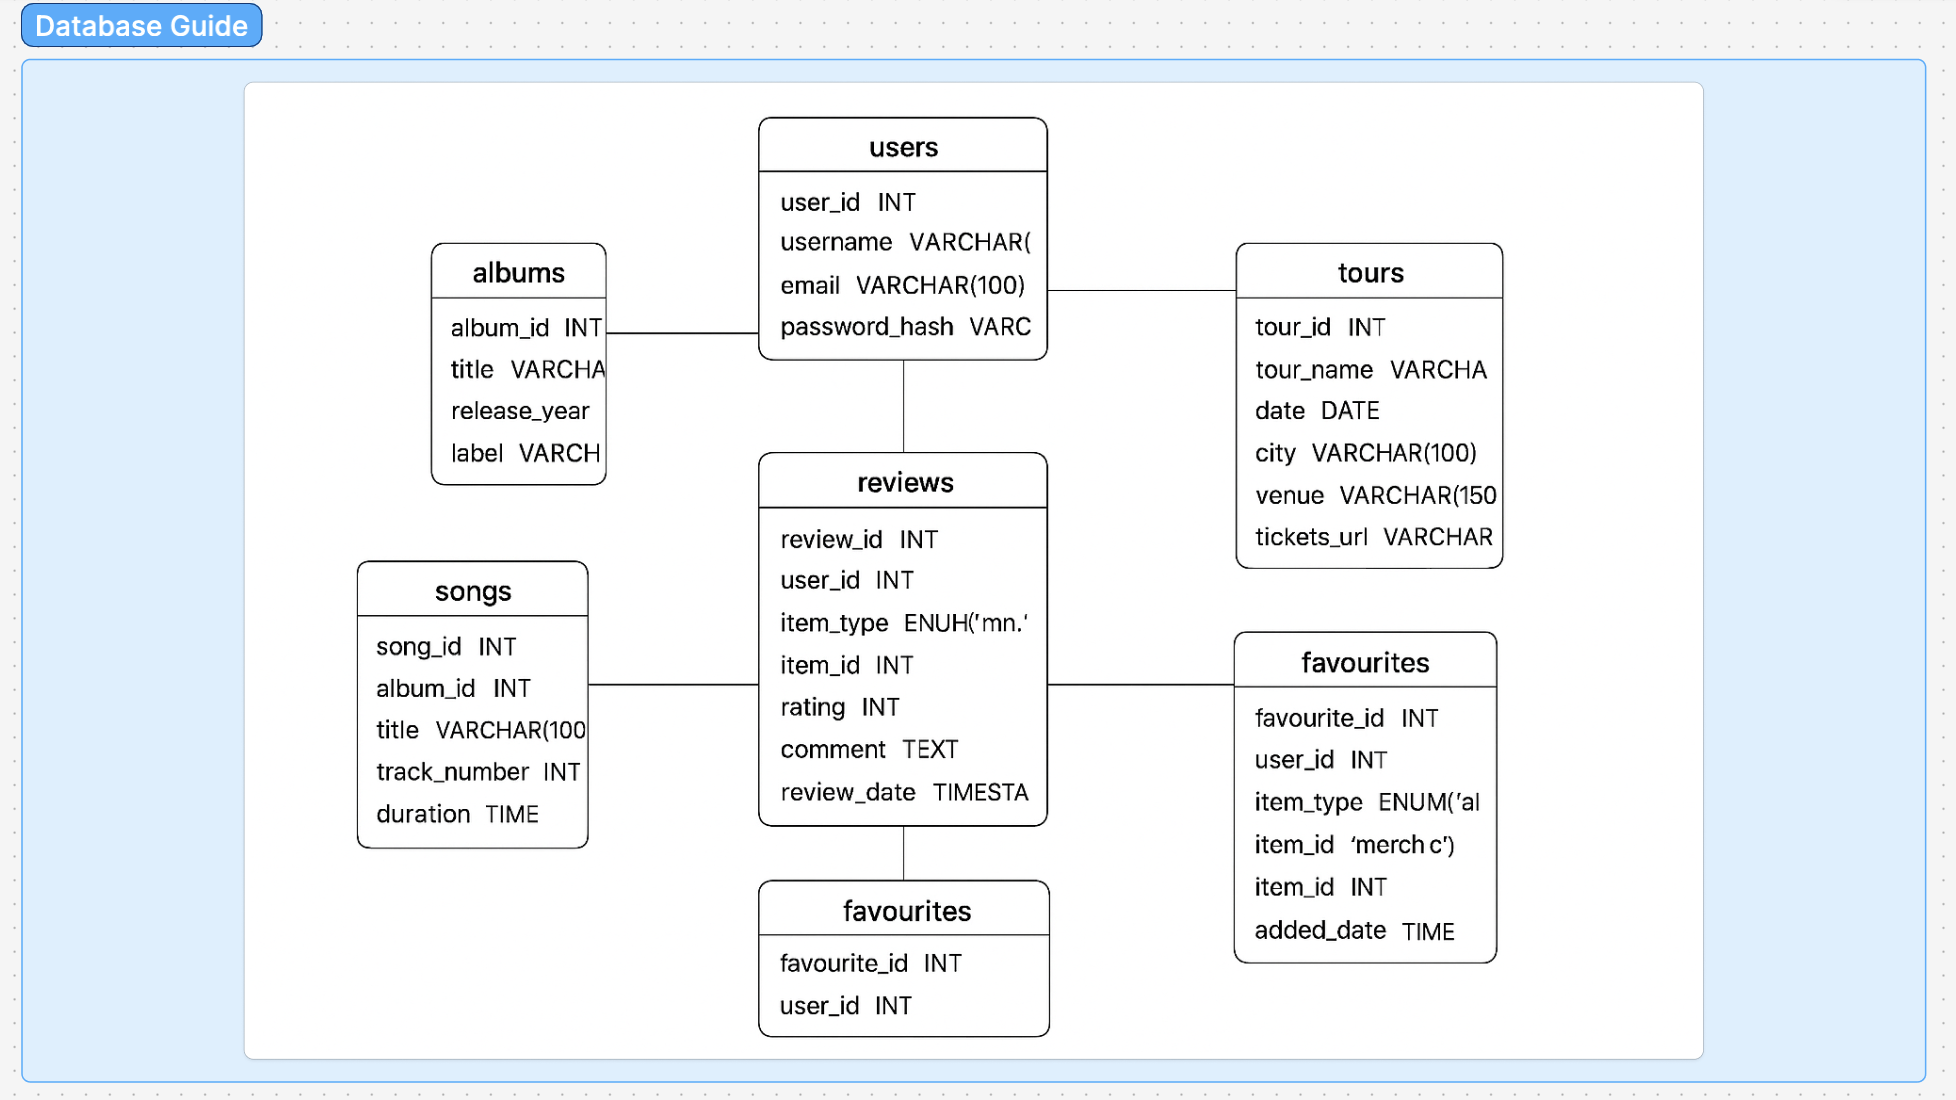 Database Guide
users
user_id INT
username VARCHAR(
email VARCHAR(100)
password_hash VARC
albums
album_id INT
title VARCHA
release_year
label VARCH
tours
tour_id INT
tour_name VARCHA
date DATE
city VARCHAR(100)
venue VARCHAR(150
tickets_url VARCHAR
reviews
review_id INT
user_id INT
item_type ENUH('mn.'
item_id INT
rating INT
comment TEXT
review_date TIMESTA
songs
song_id INT
album_id INT
title VARCHAR(100
track_number INT
duration TIME
favourites
favourite_id INT
user_id INT
item_type ENUM('al
item_id 'merch c')
item_id INT
added_date TIME
favourites
favourite_id INT
user_id INT